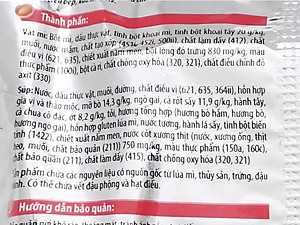 Thành phần:
Vắt mì: Bột mì, dầu thực vật, tinh bột khoai mì, tinh bột khoai tây 20 g/kg,
muối, nước mắm, chất tạo xốp (451i, 452i, 500ii), chất làm dày (412), chất
điều vị (621, 635), chiết xuất nấm men, bột lòng đỏ trứng 830 mg/kg, màu
thực phẩm (100i), bột cà ri, chất chống oxy hóa (320, 321), chất điều chỉnh độ
axit (330)
Súp: Nước, dầu thực vật, muối, đường, chất điều vị (621, 635, 364ii), hỗn hợp
gia vị và thảo mộc, mỡ bò 14,3 g/kg, ngò gai, cà rốt sấy 11,9 g/kg, hành tây,
cà chua cô đặc, ớt 8,2 g/kg, tỏi, hương tổng hợp (hương bò hầm, hương bò,
hương ngò gai), hỗn hợp gluten lúa mì, nước tương, hành lá sấy, tinh bột biến
tính (1422), chiết xuất nấm men, nước cốt xương thịt (nước, xương ống, thịt
heo, muối, chất bảo quản (211)) 750 mg/kg, màu thực phẩm (150a, 160c),
chất bảo quản (211), chất làm dày (415), chất chống oxy hóa (320, 321)
phẩm chứa các nguyên liệu có nguồn gốc từ lúa mì, thủy sản, trứng, đậu
Có thể chứa vết đậu phộng và hạt điều.
Hướng dẫn bảo quản: